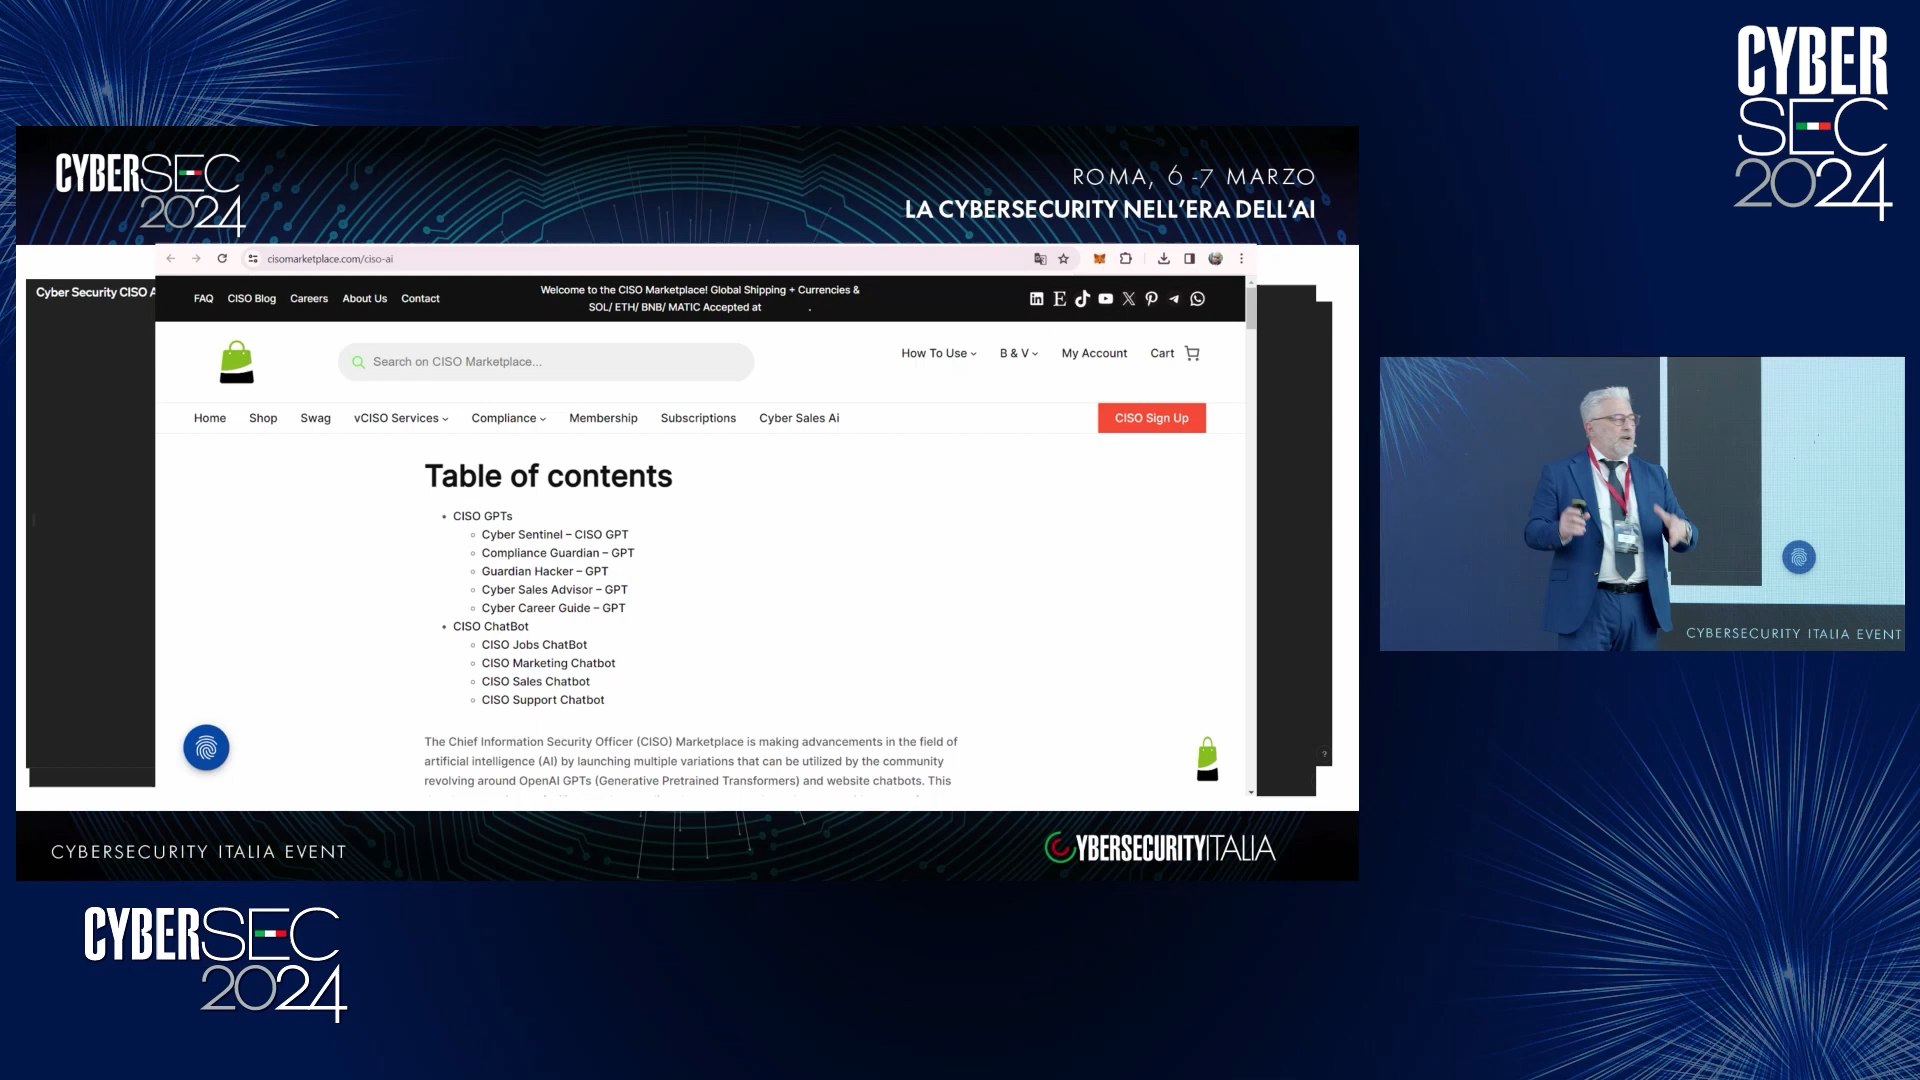 CYBER
SEC
2024
CYBERSEC
2024
ROMA, 6 -7 MARZO
LA CYBERSECURITY NELL'ERA DELL'AI
cisomarketplace.com/ciso-ai
Cyber Security CISO A
FAQ CISO Blog Careers About Us Contact
Welcome to the CISO Marketplace! Global Shipping + Currencies &
SOL/ ETH/ BNB/ MATIC Accepted at .
Search on CISO Marketplace...
How To Use B & V My Account Cart
Home Shop Swag vCISO Services Compliance Membership Subscriptions Cyber Sales Ai
CISO Sign Up
Table of contents
CISO GPTs
Cyber Sentinel – CISO GPT
Compliance Guardian – GPT
Guardian Hacker – GPT
Cyber Sales Advisor – GPT
Cyber Career Guide – GPT
CISO ChatBot
CISO Jobs ChatBot
CISO Marketing Chatbot
CISO Sales Chatbot
CISO Support Chatbot
The Chief Information Security Officer (CISO) Marketplace is making advancements in the field of
artificial intelligence (AI) by launching multiple variations that can be utilized by the community
revolving around OpenAI GPTs (Generative Pretrained Transformers) and website chatbots. This
?
CYBERSECURITY ITALIA EVENT
CYBERSECURITYITALIA
CYBERSECURITY ITALIA EVENT
CYBERSEC
2024